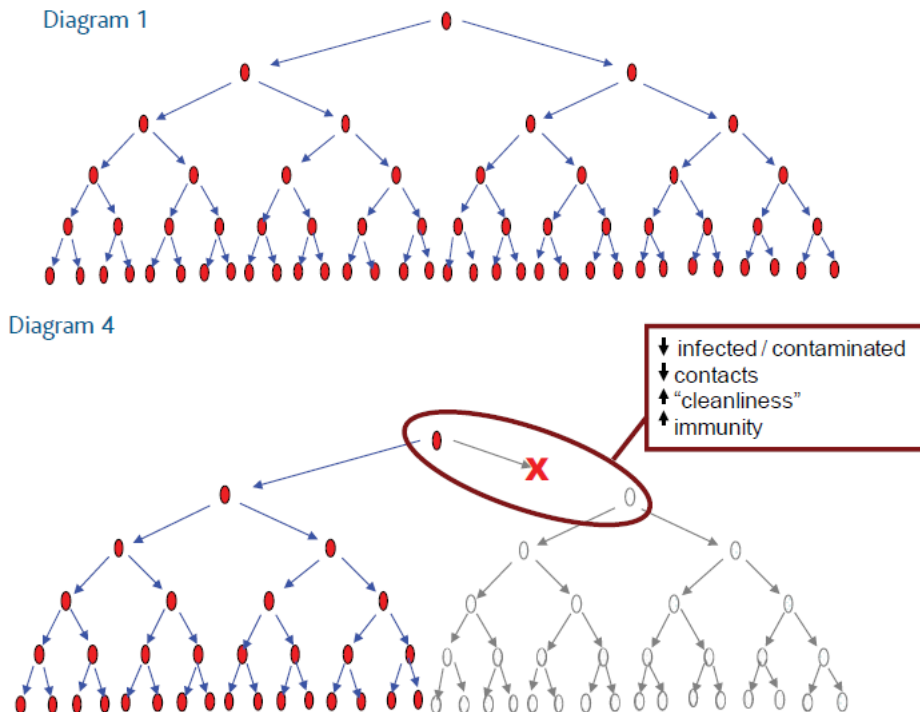 Diagram 1
Diagram 4
↓ infected / contaminated
↓ contacts
↑ “cleanliness”
↑ immunity
X